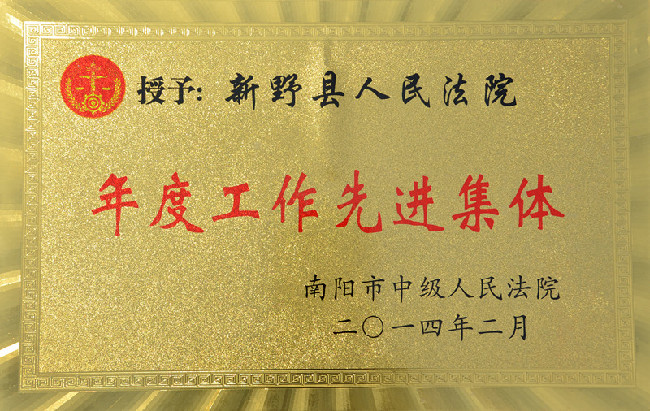 授予：新野县人民法院
年度工作先进集体
南阳市中级人民法院
二〇一四年二月